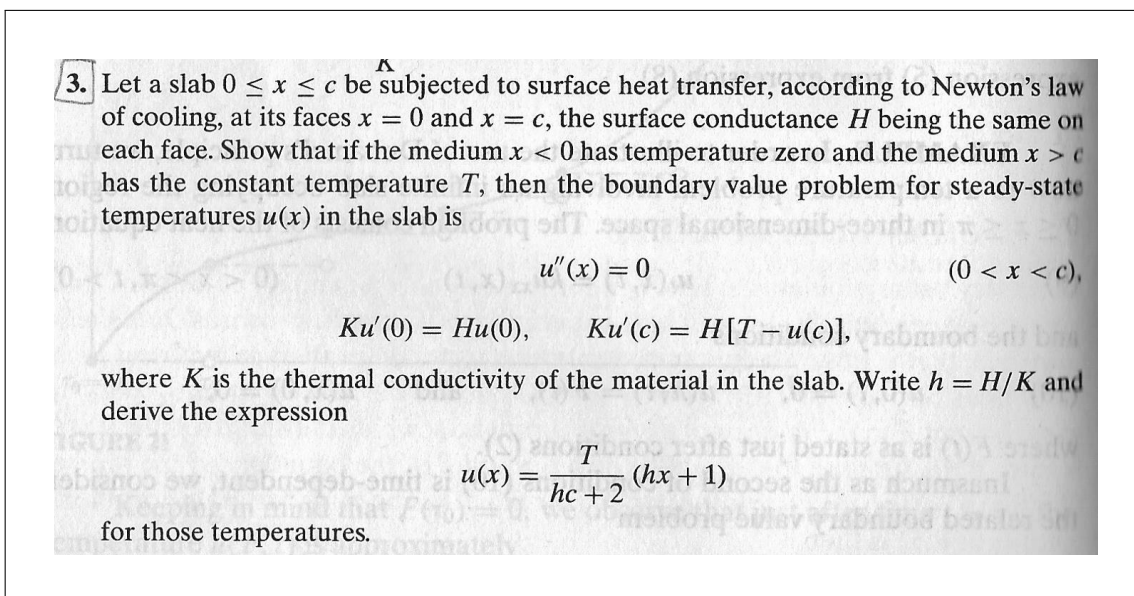 3. Let a slab 0 ≤ x ≤ c be subjected to surface heat transfer, according to Newton's law
of cooling, at its faces x = 0 and x = c, the surface conductance H being the same on
each face. Show that if the medium x < 0 has temperature zero and the medium x > c
has the constant temperature T, then the boundary value problem for steady-state
temperatures u(x) in the slab is
u″(x) = 0 (0 < x < c),
Ku′(0) = Hu(0), Ku′(c) = H[T − u(c)],
where K is the thermal conductivity of the material in the slab. Write h = H/K and
derive the expression
u(x) = T/(hc + 2) (hx + 1)
for those temperatures.